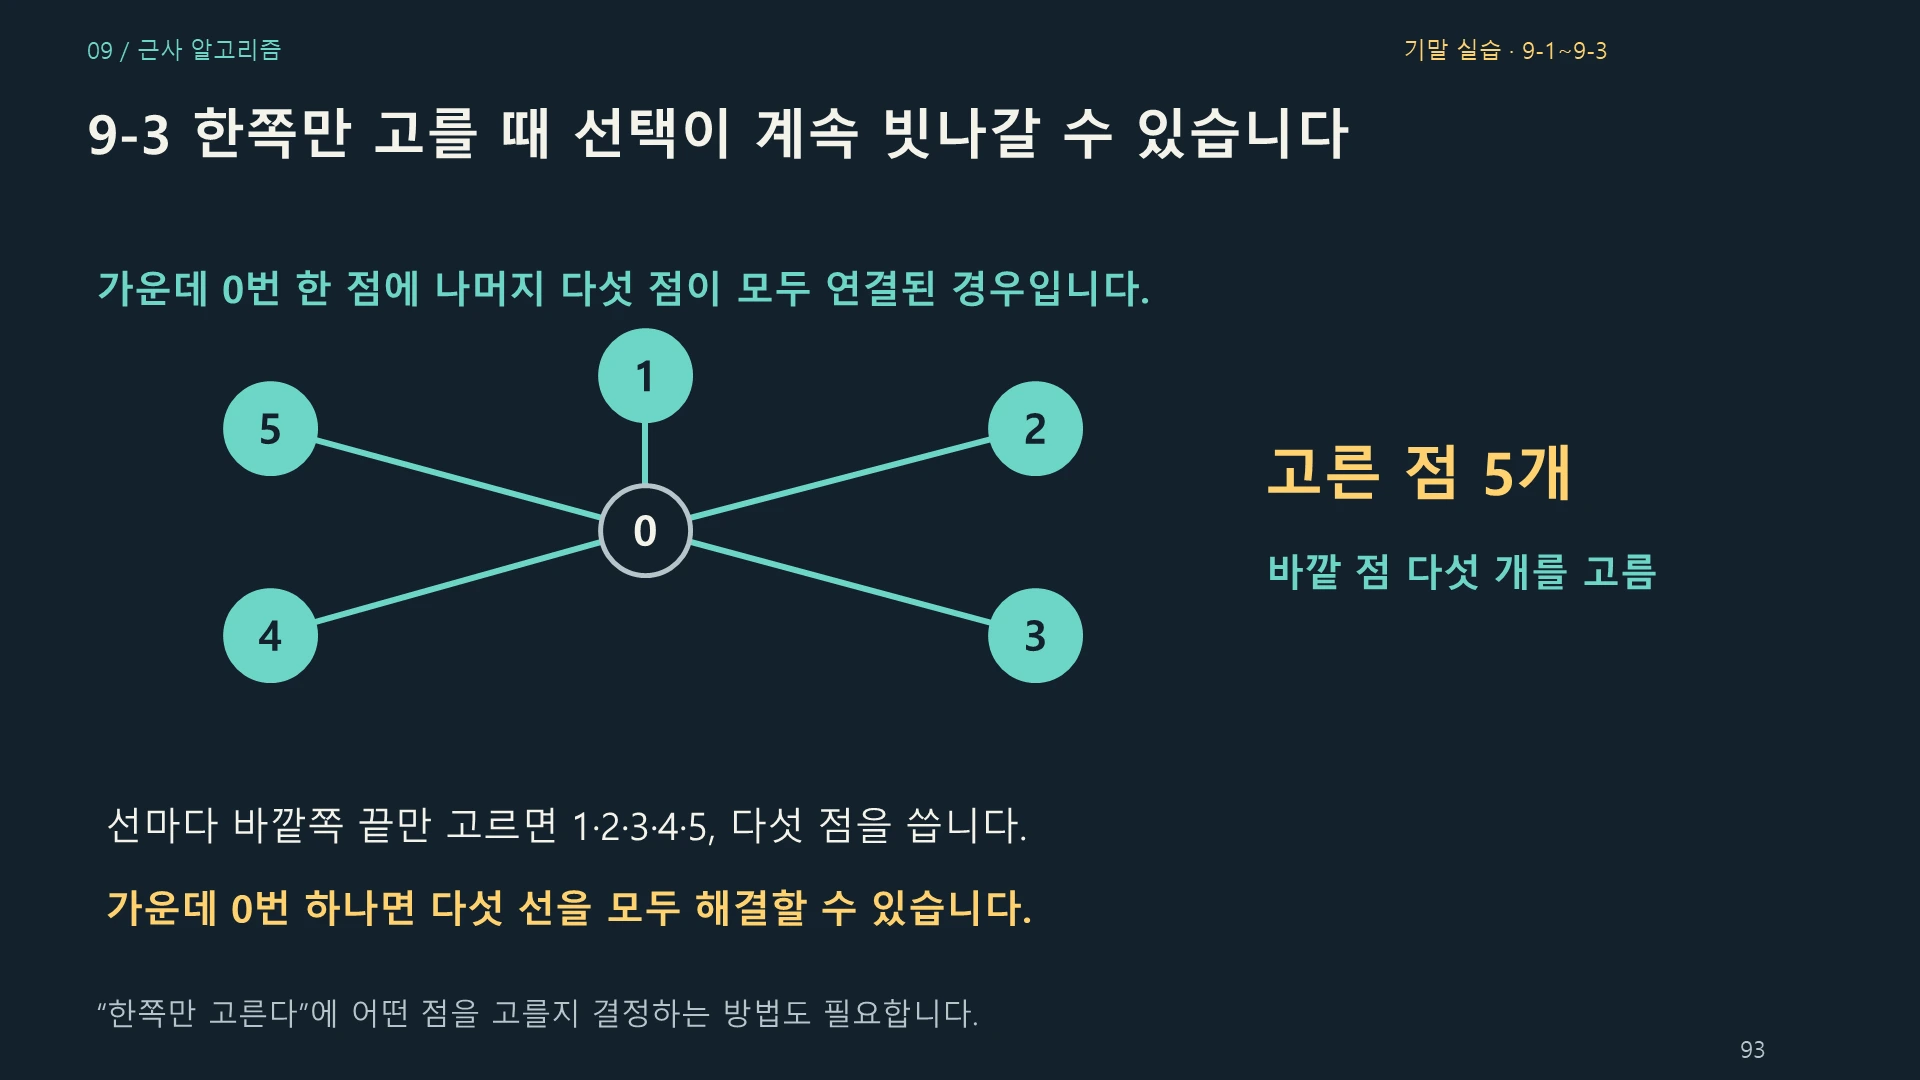 09 / 근사 알고리즘
기말 실습 · 9-1~9-3
9-3 한쪽만 고를 때 선택이 계속 빗나갈 수 있습니다
가운데 0번 한 점에 나머지 다섯 점이 모두 연결된 경우입니다.
1
5
2
0
4
3
고른 점 5개
바깥 점 다섯 개를 고름
선마다 바깥쪽 끝만 고르면 1·2·3·4·5, 다섯 점을 씁니다.
가운데 0번 하나면 다섯 선을 모두 해결할 수 있습니다.
“한쪽만 고른다”에 어떤 점을 고를지 결정하는 방법도 필요합니다.
93